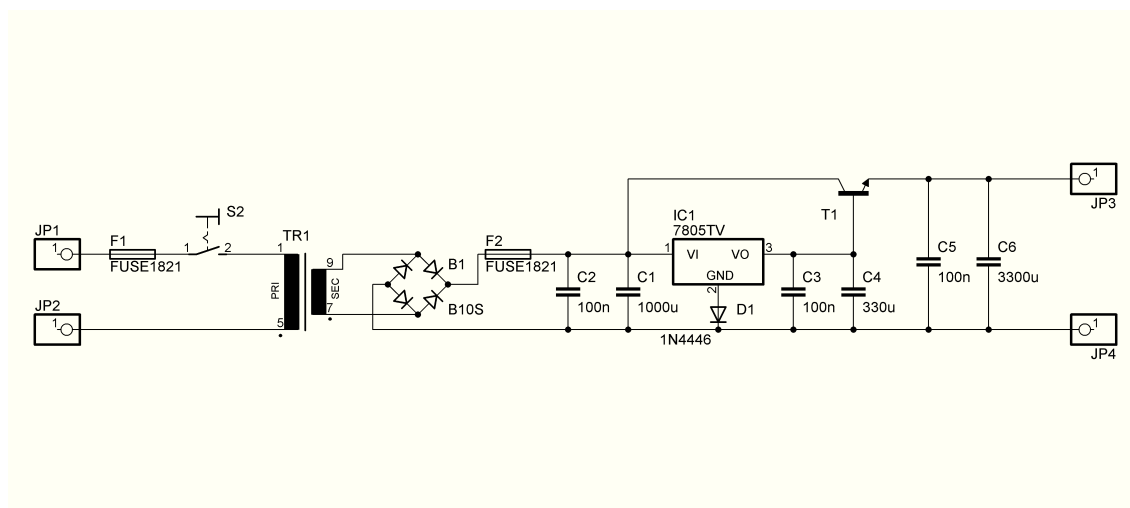 JP1
1
F1
FUSE1821
S2
1
2
TR1
1
5
PRI
SEC
9
7
JP2
1
B1
B10S
F2
FUSE1821
C2
100n
C1
1000u
IC1
7805TV
1
VI
VO
3
GND
2
D1
1N4446
C3
100n
C4
330u
T1
C5
100n
C6
3300u
1
JP3
1
JP4